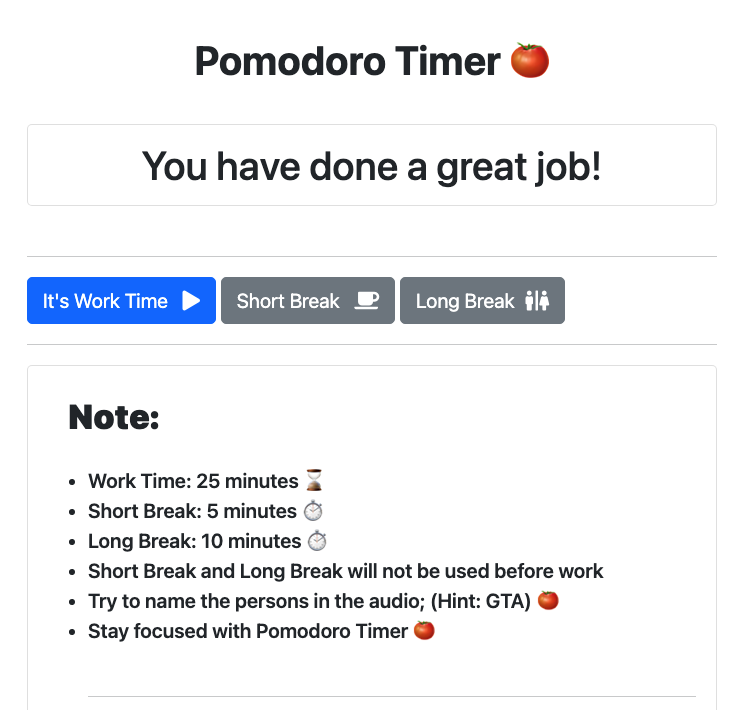 Pomodoro Timer 🍅
You have done a great job!
It's Work Time
Short Break
Long Break
Note:
• Work Time: 25 minutes ⏳
• Short Break: 5 minutes ⏱️
• Long Break: 10 minutes ⏱️
• Short Break and Long Break will not be used before work
• Try to name the persons in the audio; (Hint: GTA) 🍅
• Stay focused with Pomodoro Timer 🍅